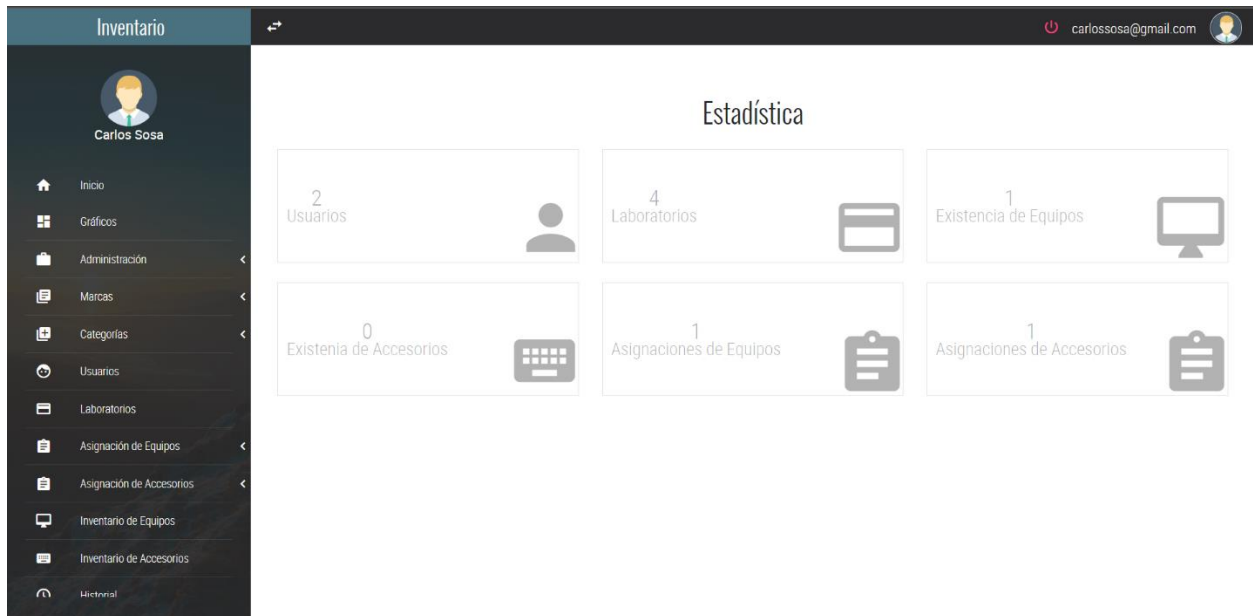 Inventario
carlossosa@gmail.com
Carlos Sosa
Inicio
Gráficos
Administración
Marcas
Categorías
Usuarios
Laboratorios
Asignación de Equipos
Asignación de Accesorios
Inventario de Equipos
Inventario de Accesorios
Historial
Estadística
2
Usuarios
4
Laboratorios
1
Existencia de Equipos
0
Existenia de Accesorios
1
Asignaciones de Equipos
1
Asignaciones de Accesorios